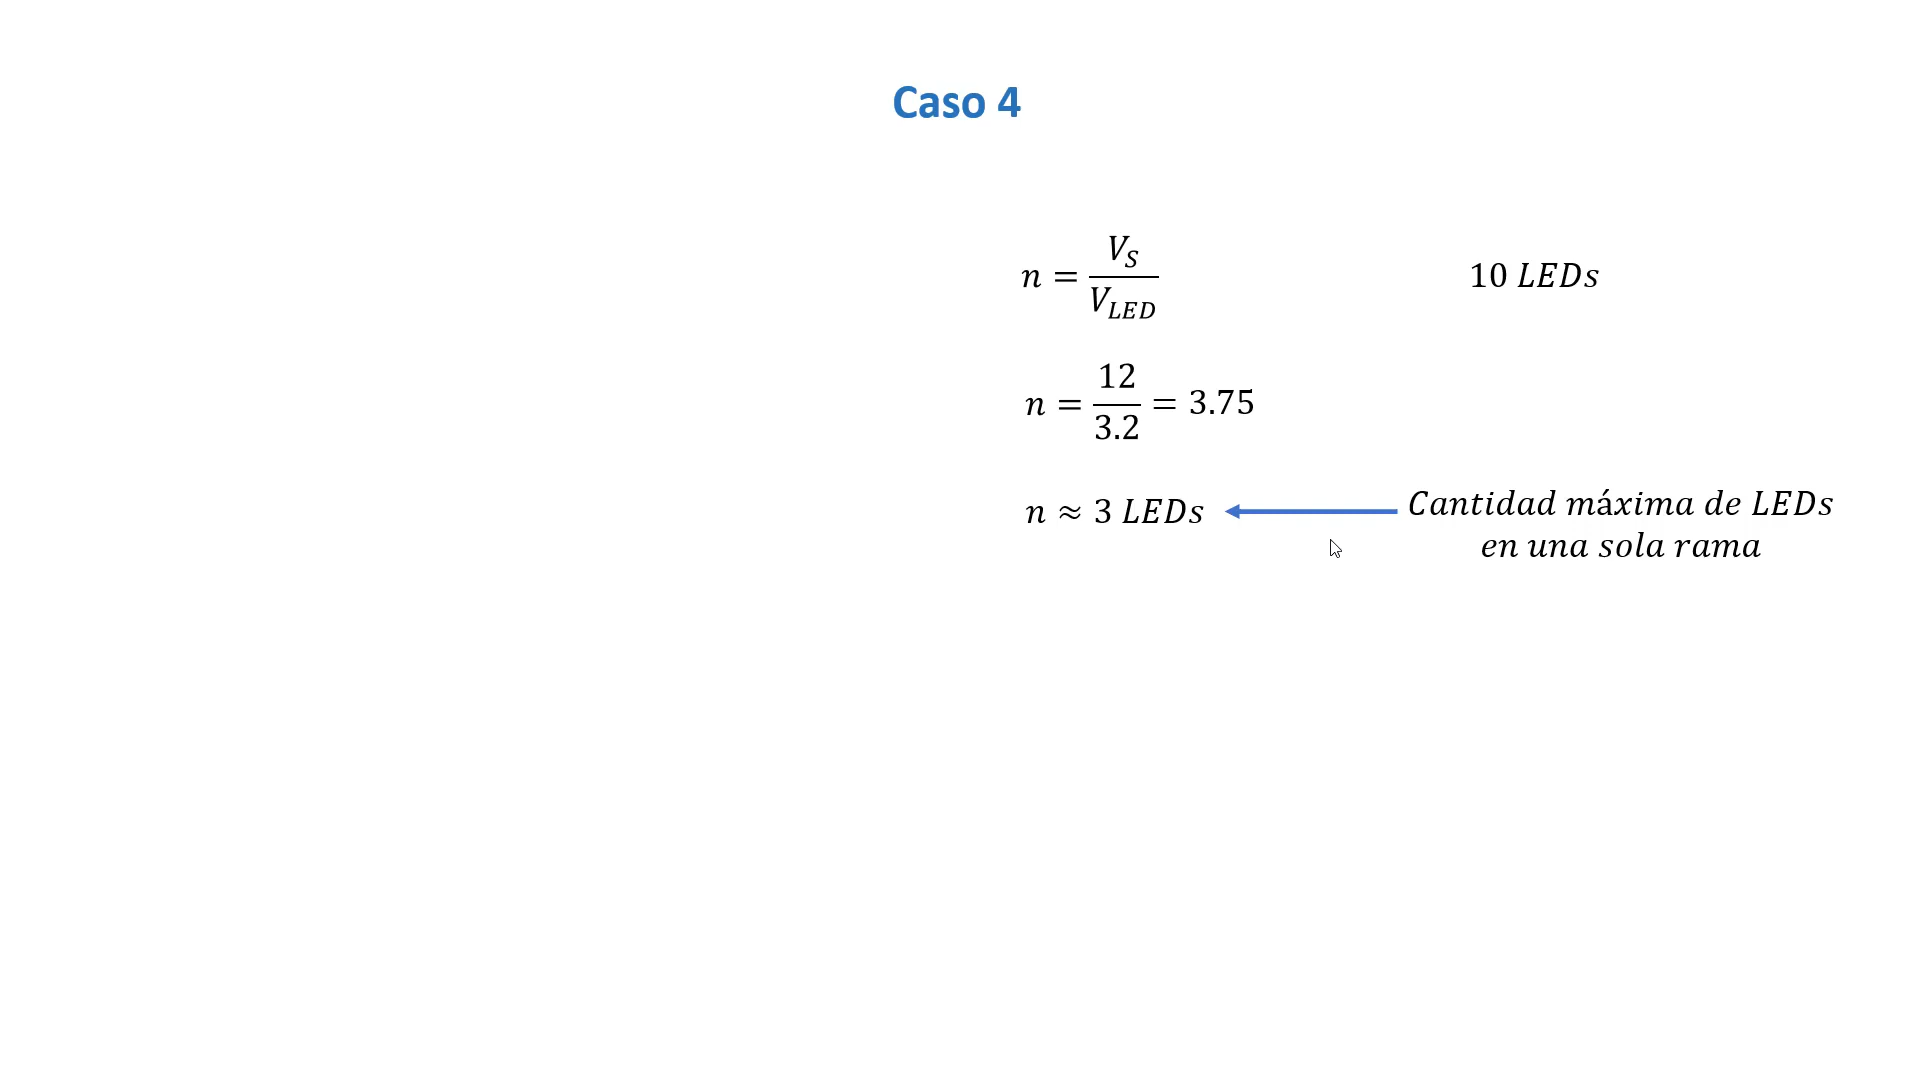 Caso 4
n = V_S / V_LED
10 LEDs
n = 12 / 3.2 = 3.75
n ≈ 3 LEDs
Cantidad máxima de LEDs
en una sola rama